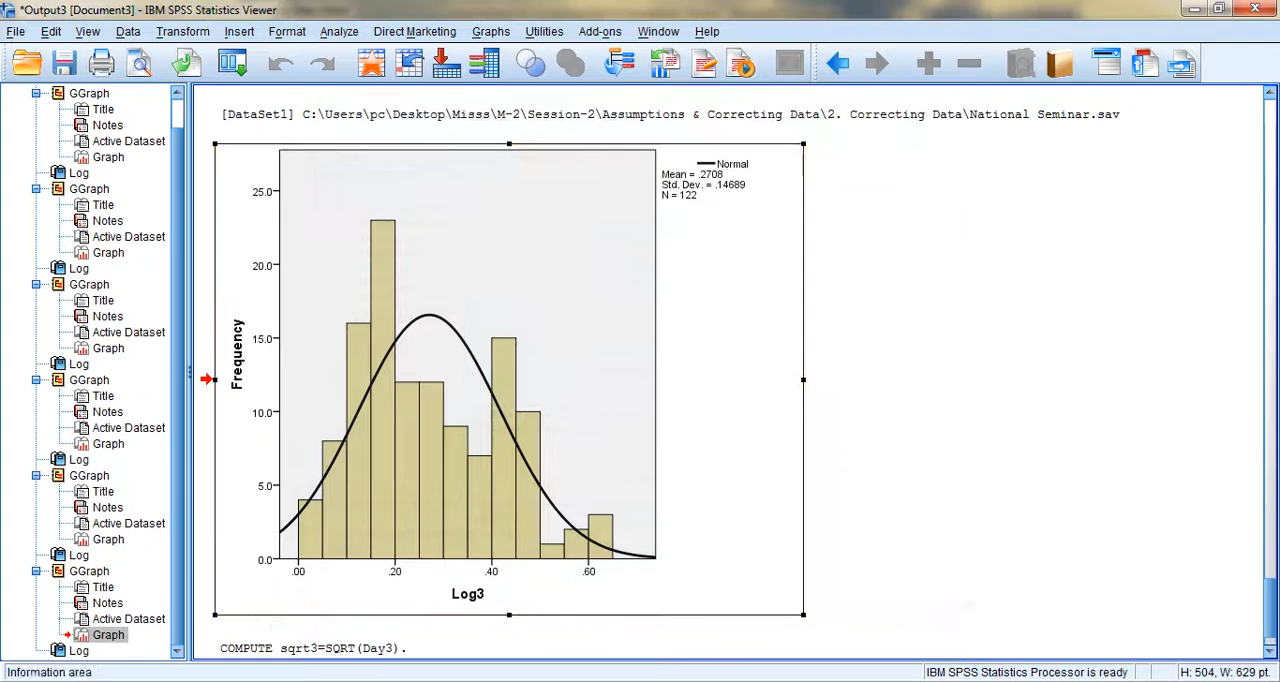 *Output3 [Document3] - IBM SPSS Statistics Viewer
File Edit View Data Transform Insert Format Analyze Direct Marketing Graphs Utilities Add-ons Window Help
GGraph
Title
Notes
Active Dataset
Graph
Log
GGraph
Title
Notes
Active Dataset
Graph
Log
GGraph
Title
Notes
Active Dataset
Graph
Log
GGraph
Title
Notes
Active Dataset
Graph
Log
GGraph
Title
Notes
Active Dataset
Graph
Log
GGraph
Title
Notes
Active Dataset
Graph
Log
[DataSet1] C:\Users\pc\Desktop\Misss\M-2\Session-2\Assumptions & Correcting Data\2. Correcting Data\National Seminar.sav
Normal
Mean = .2708
Std. Dev. = .14689
N = 122
25.0
20.0
15.0
10.0
5.0
0.0
Frequency
.00 .20 .40 .60
Log3
COMPUTE sqrt3=SQRT(Day3).
Information area
IBM SPSS Statistics Processor is ready
H: 504, W: 629 pt.